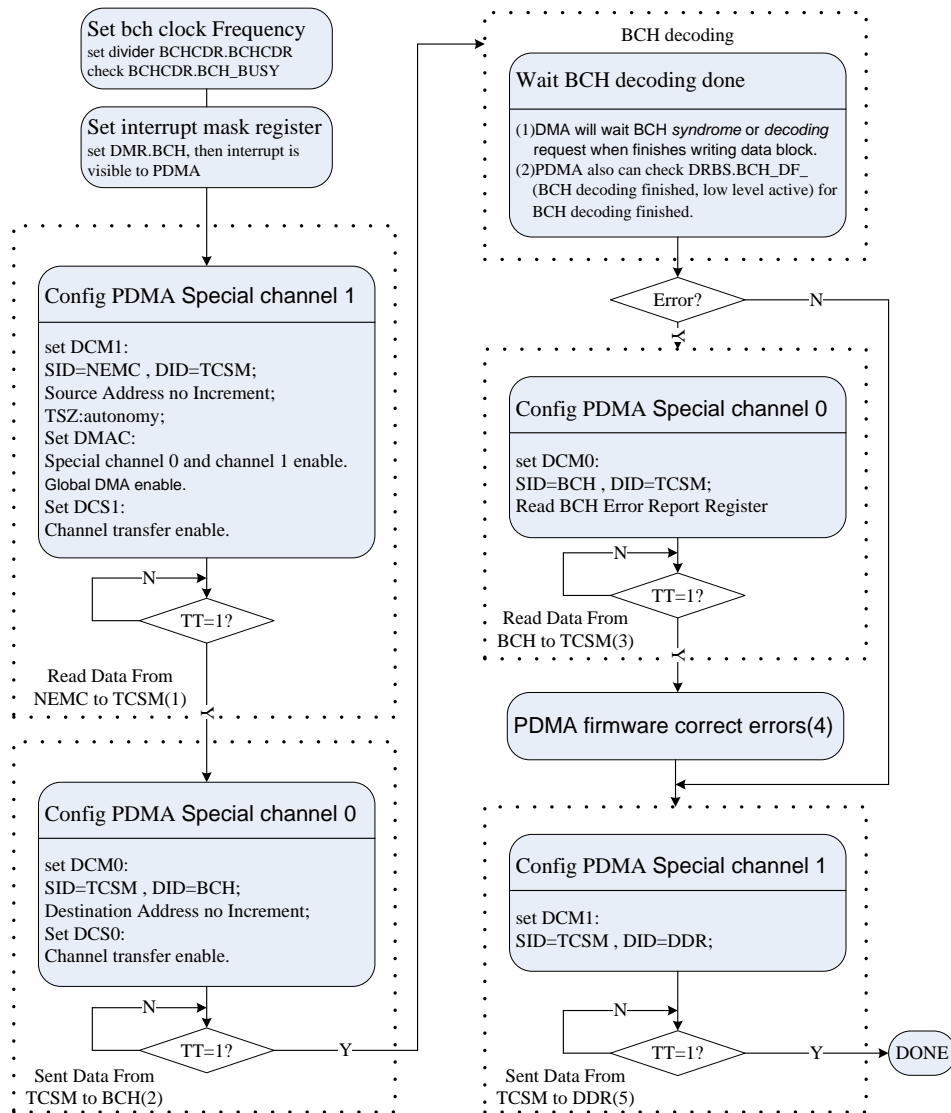 Set bch clock Frequency
set divider BCHCDR.BCHCDR
check BCHCDR.BCH_BUSY
Set interrupt mask register
set DMR.BCH, then interrupt is
visible to PDMA
Config PDMA Special channel 1
set DCM1:
SID=NEMC , DID=TCSM;
Source Address no Increment;
TSZ:autonomy;
Set DMAC:
Special channel 0 and channel 1 enable.
Global DMA enable.
Set DCS1:
Channel transfer enable.
N
TT=1?
Read Data From
NEMC to TCSM(1)
Y
Config PDMA Special channel 0
set DCM0:
SID=TCSM , DID=BCH;
Destination Address no Increment;
Set DCS0:
Channel transfer enable.
N
TT=1?
Y
Sent Data From
TCSM to BCH(2)
BCH decoding
Wait BCH decoding done
(1)DMA will wait BCH syndrome or decoding
request when finishes writing data block.
(2)PDMA also can check DRBS.BCH_DF_
(BCH decoding finished, low level active) for
BCH decoding finished.
Error?
N
Y
Config PDMA Special channel 0
set DCM0:
SID=BCH , DID=TCSM;
Read BCH Error Report Register
N
TT=1?
Read Data From
BCH to TCSM(3)
Y
PDMA firmware correct errors(4)
Config PDMA Special channel 1
set DCM1:
SID=TCSM , DID=DDR;
N
TT=1?
Y
DONE
Sent Data From
TCSM to DDR(5)